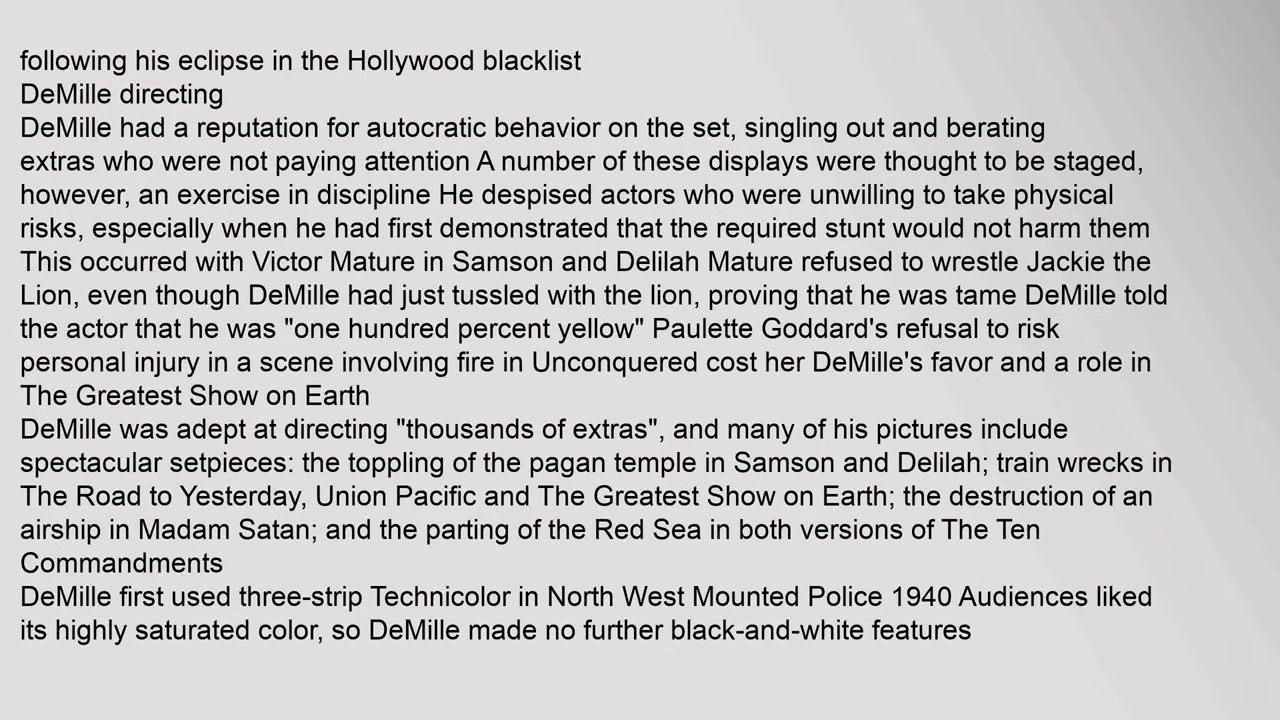 following his eclipse in the Hollywood blacklist
DeMille directing
DeMille had a reputation for autocratic behavior on the set, singling out and berating
extras who were not paying attention A number of these displays were thought to be staged,
however, an exercise in discipline He despised actors who were unwilling to take physical
risks, especially when he had first demonstrated that the required stunt would not harm them
This occurred with Victor Mature in Samson and Delilah Mature refused to wrestle Jackie the
Lion, even though DeMille had just tussled with the lion, proving that he was tame DeMille told
the actor that he was "one hundred percent yellow" Paulette Goddard's refusal to risk
personal injury in a scene involving fire in Unconquered cost her DeMille's favor and a role in
The Greatest Show on Earth
DeMille was adept at directing "thousands of extras", and many of his pictures include
spectacular setpieces: the toppling of the pagan temple in Samson and Delilah; train wrecks in
The Road to Yesterday, Union Pacific and The Greatest Show on Earth; the destruction of an
airship in Madam Satan; and the parting of the Red Sea in both versions of The Ten
Commandments
DeMille first used three-strip Technicolor in North West Mounted Police 1940 Audiences liked
its highly saturated color, so DeMille made no further black-and-white features